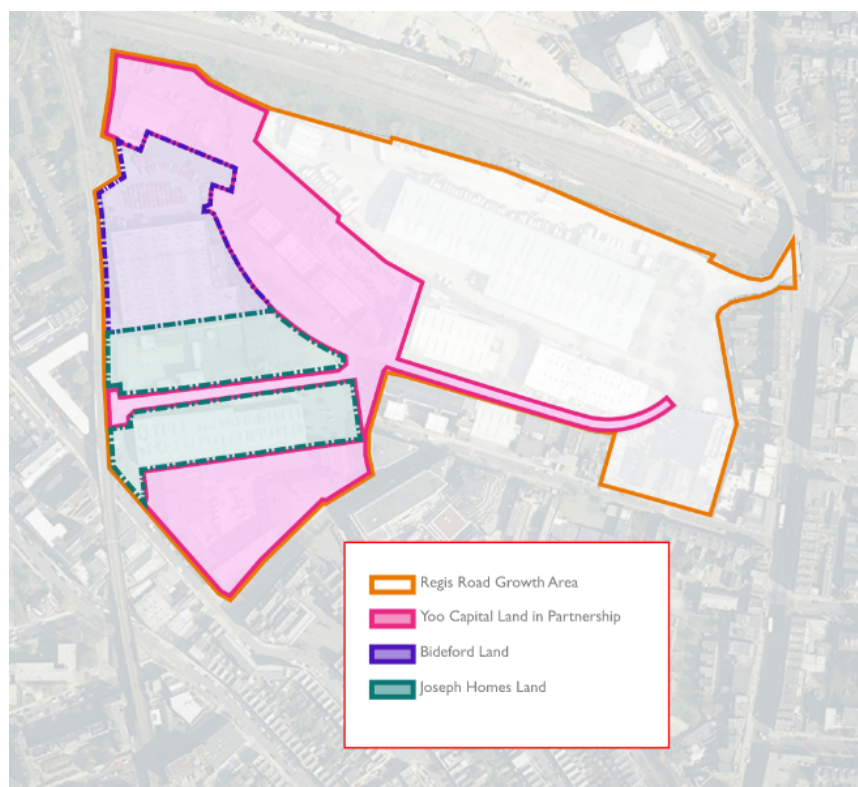 Regis Road Growth Area
Yoo Capital Land in Partnership
Bideford Land
Joseph Homes Land